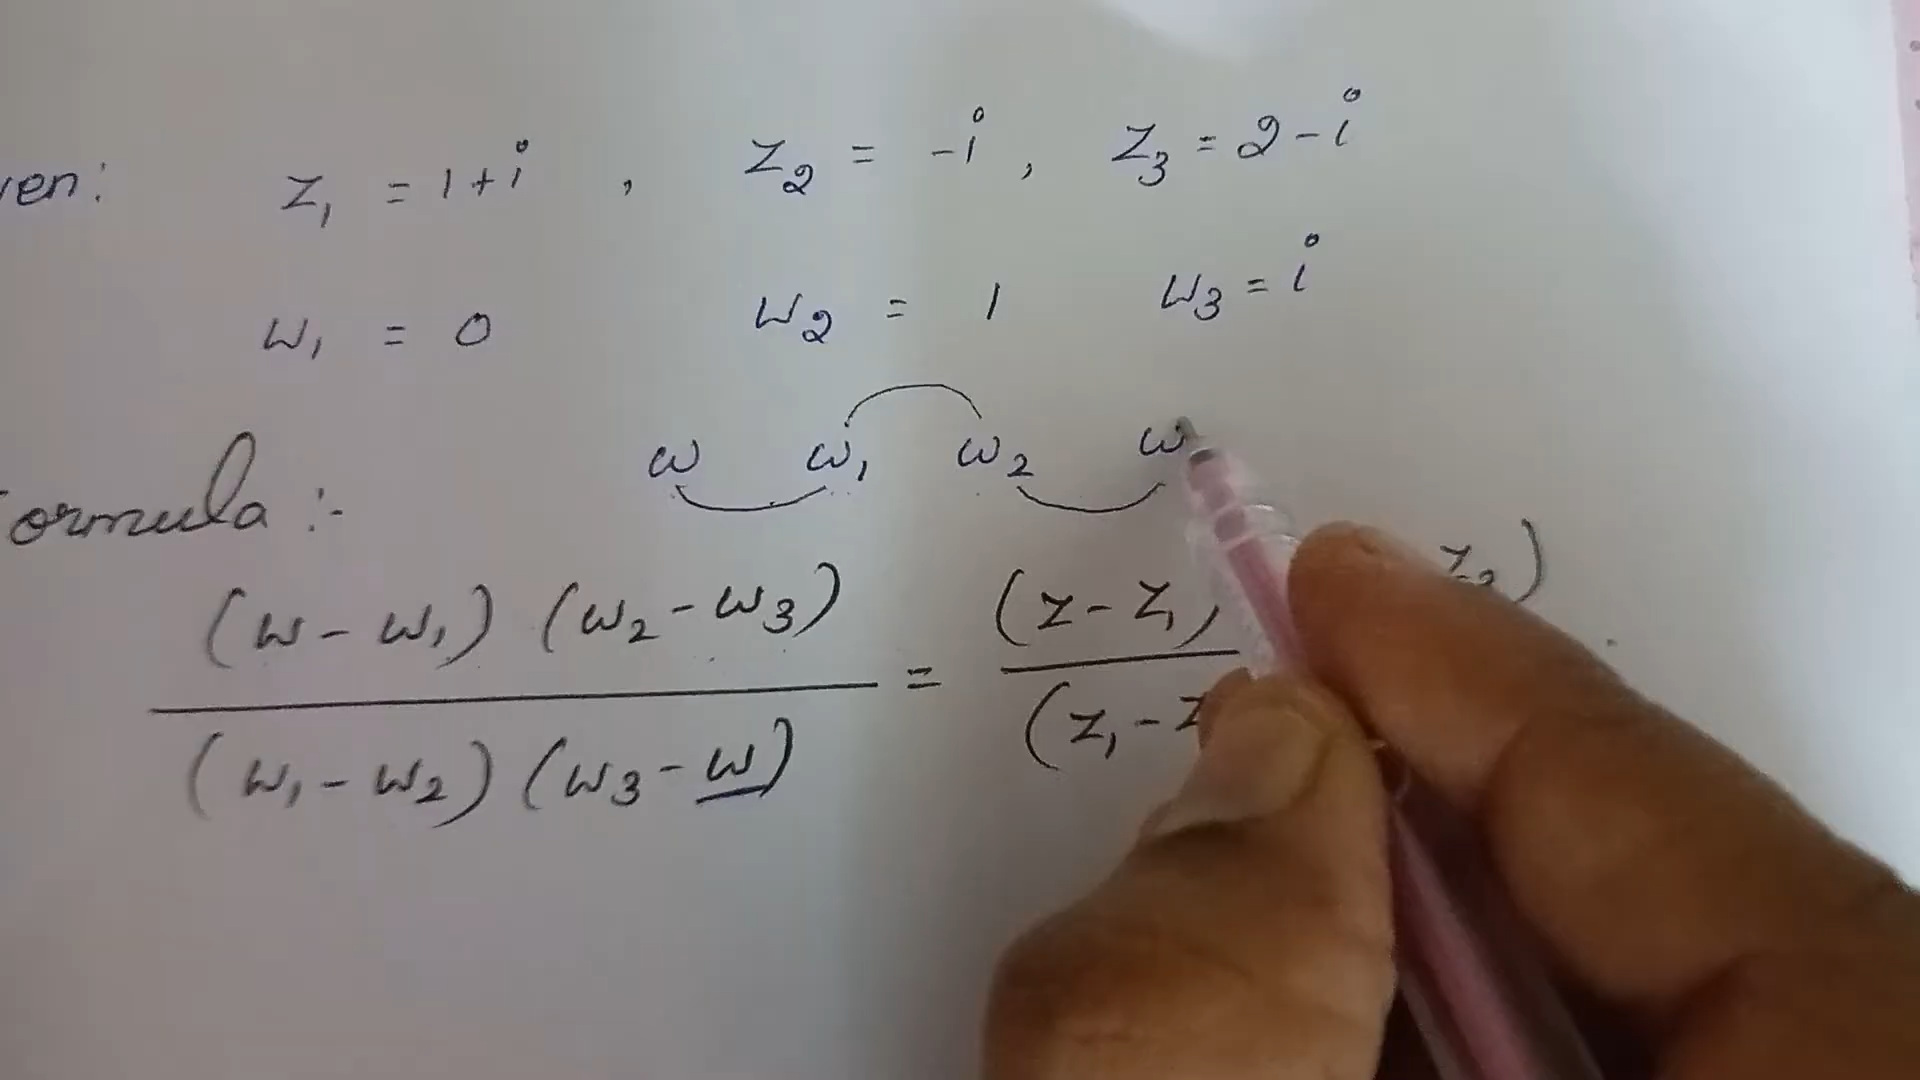 ven: z₁ = 1+i , z₂ = -i , z₃ = 2-i
w₁ = 0 w₂ = 1 w₃ = i
w w₁ w₂ w
ormula :-
(w - w₁) (w₂ - w₃) / (w₁ - w₂) (w₃ - w) = (z - z₁) z₃) / (z₁ - z